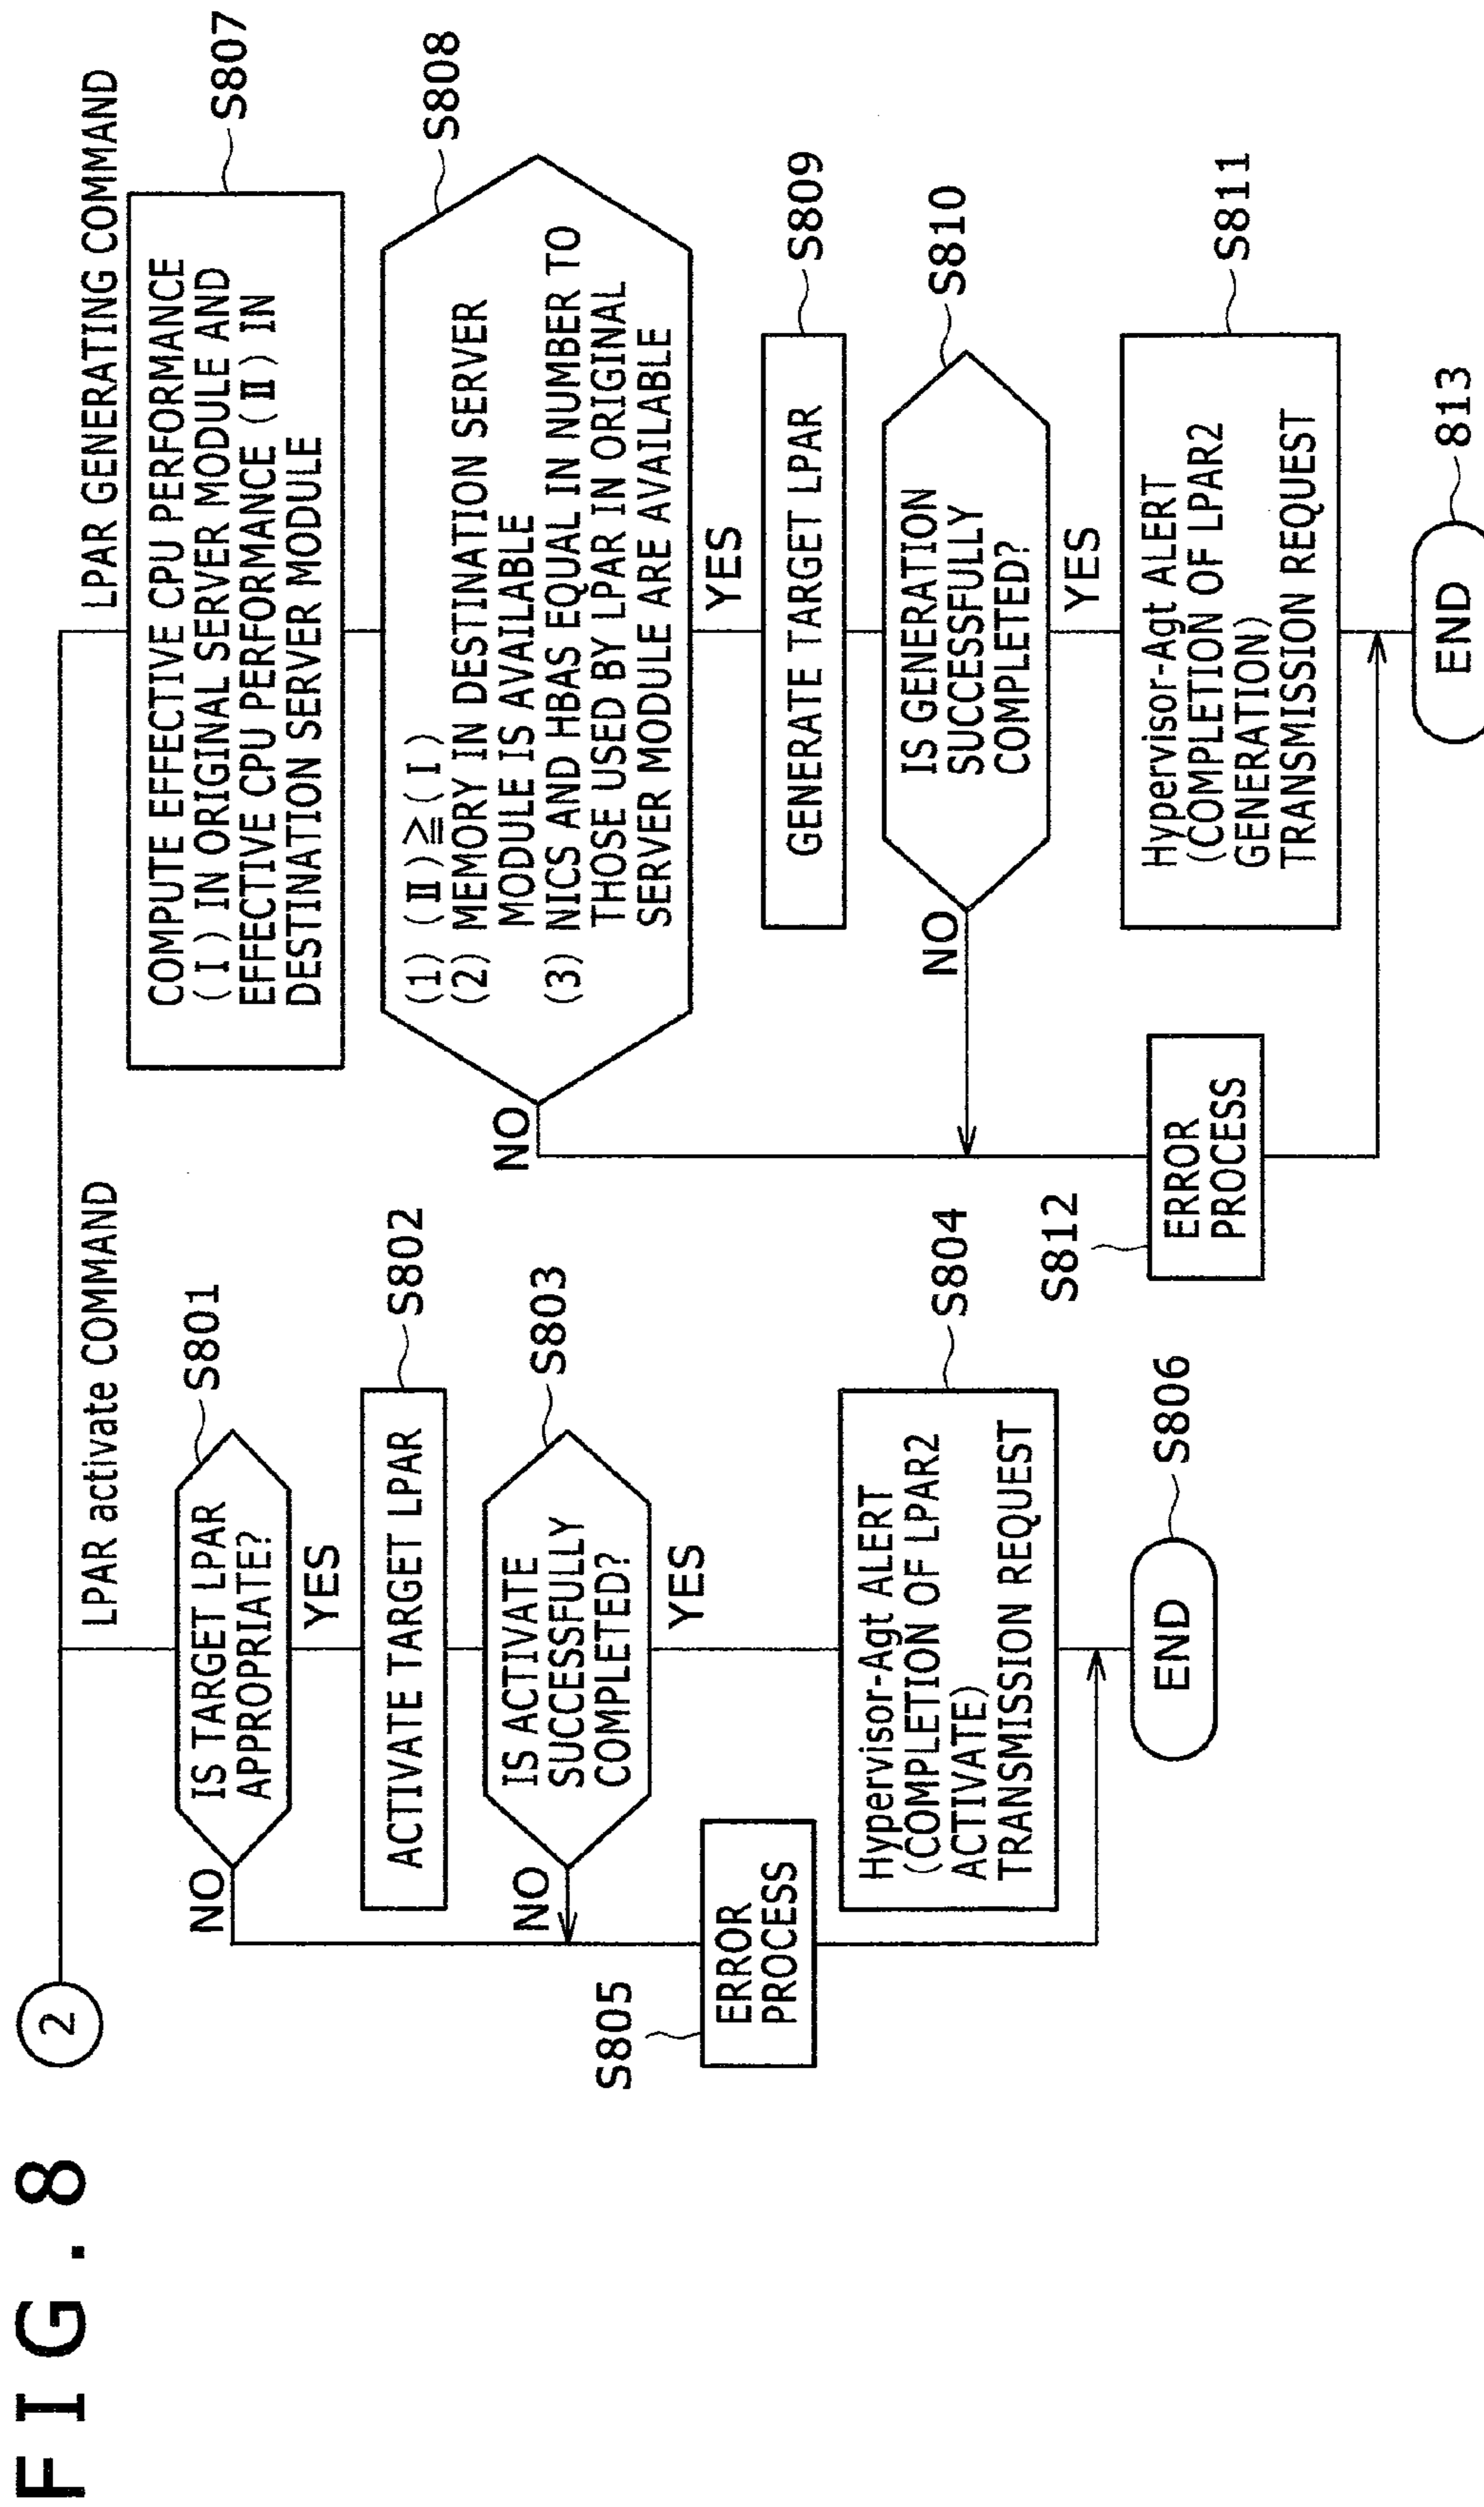 FIG. 8
2
LPAR activate COMMAND
IS TARGET LPAR
APPROPRIATE?
S801
NO
YES
ACTIVATE TARGET LPAR
S802
IS ACTIVATE
SUCCESSFULLY
COMPLETED?
S803
NO
YES
S805
ERROR
PROCESS
Hypervisor-Agt ALERT
(COMPLETION OF LPAR2
ACTIVATE)
TRANSMISSION REQUEST
S804
END
S806
LPAR GENERATING COMMAND
COMPUTE EFFECTIVE CPU PERFORMANCE
(I) IN ORIGINAL SERVER MODULE AND
EFFECTIVE CPU PERFORMANCE (II) IN
DESTINATION SERVER MODULE
S807
(1) (II)≧(I)
(2) MEMORY IN DESTINATION SERVER
MODULE IS AVAILABLE
(3) NICS AND HBAS EQUAL IN NUMBER TO
THOSE USED BY LPAR IN ORIGINAL
SERVER MODULE ARE AVAILABLE
S808
NO
YES
GENERATE TARGET LPAR
S809
IS GENERATION
SUCCESSFULLY
COMPLETED?
S810
NO
YES
S812
ERROR
PROCESS
Hypervisor-Agt ALERT
(COMPLETION OF LPAR2
GENERATION)
TRANSMISSION REQUEST
S811
END
813